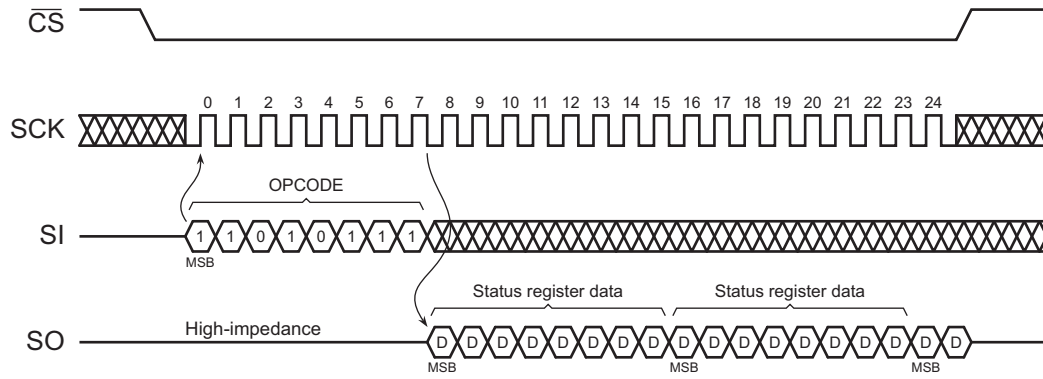 CS
SCK 0 1 2 3 4 5 6 7 8 9 10 11 12 13 14 15 16 17 18 19 20 21 22 23 24
OPCODE
SI 1 1 0 1 0 1 1 1
MSB
Status register data Status register data
High-impedance
SO D D D D D D D D D D D D D D D D D D
MSB MSB MSB